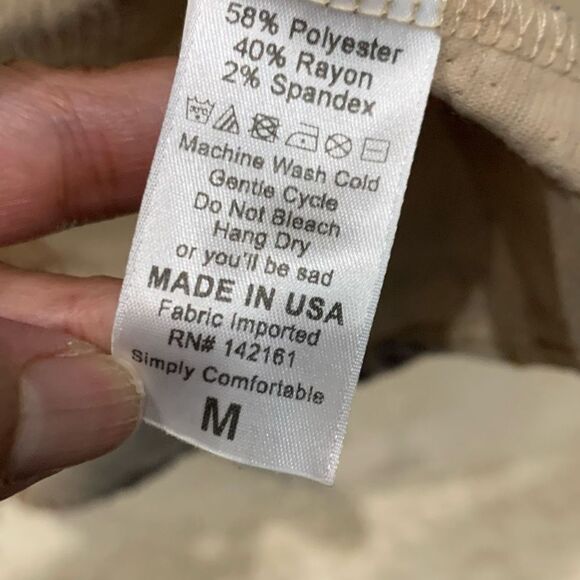 58% Polyester
40% Rayon
2% Spandex
Machine Wash Cold
Gentle Cycle
Do Not Bleach
Hang Dry
or you'll be sad
MADE IN USA
Fabric Imported
RN# 142161
Simply Comfortable
M